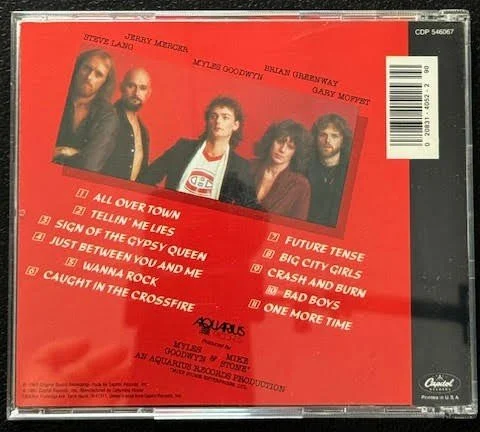 CDP 546067
JERRY MERCER
STEVE LANG
BRIAN GREENWAY
MYLES GOODWYN
GARY MOFFET
0 20831-4052-2 90
1 ALL OVER TOWN
2 TELLIN' ME LIES
3 SIGN OF THE GYPSY QUEEN
4 JUST BETWEEN YOU AND ME
5 WANNA ROCK
6 CAUGHT IN THE CROSSFIRE
7 FUTURE TENSE
8 BIG CITY GIRLS
9 CRASH AND BURN
10 BAD BOYS
11 ONE MORE TIME
AQUARIUS
RECORDS
Produced by
MYLES & MIKE
GOODWYN STONE*
AN AQUARIUS RECORDS PRODUCTION
Capitol
Printed in U.S.A.